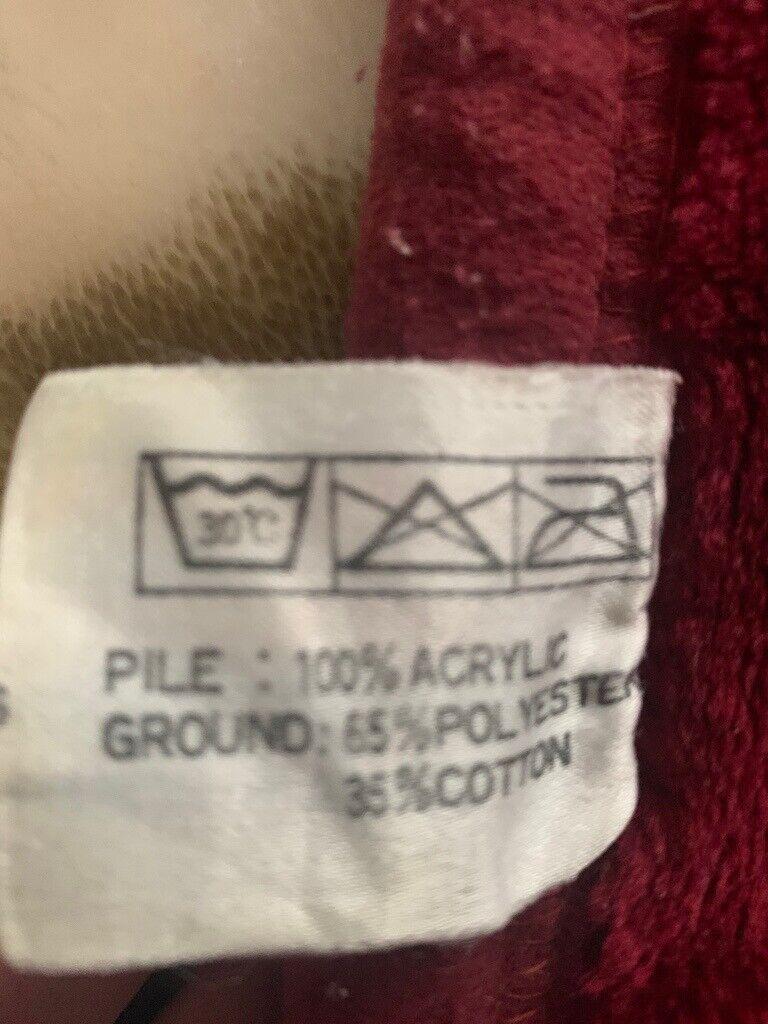 30°C
PILE : 100% ACRYLIC
GROUND: 65%POLYESTER
35%COTTON